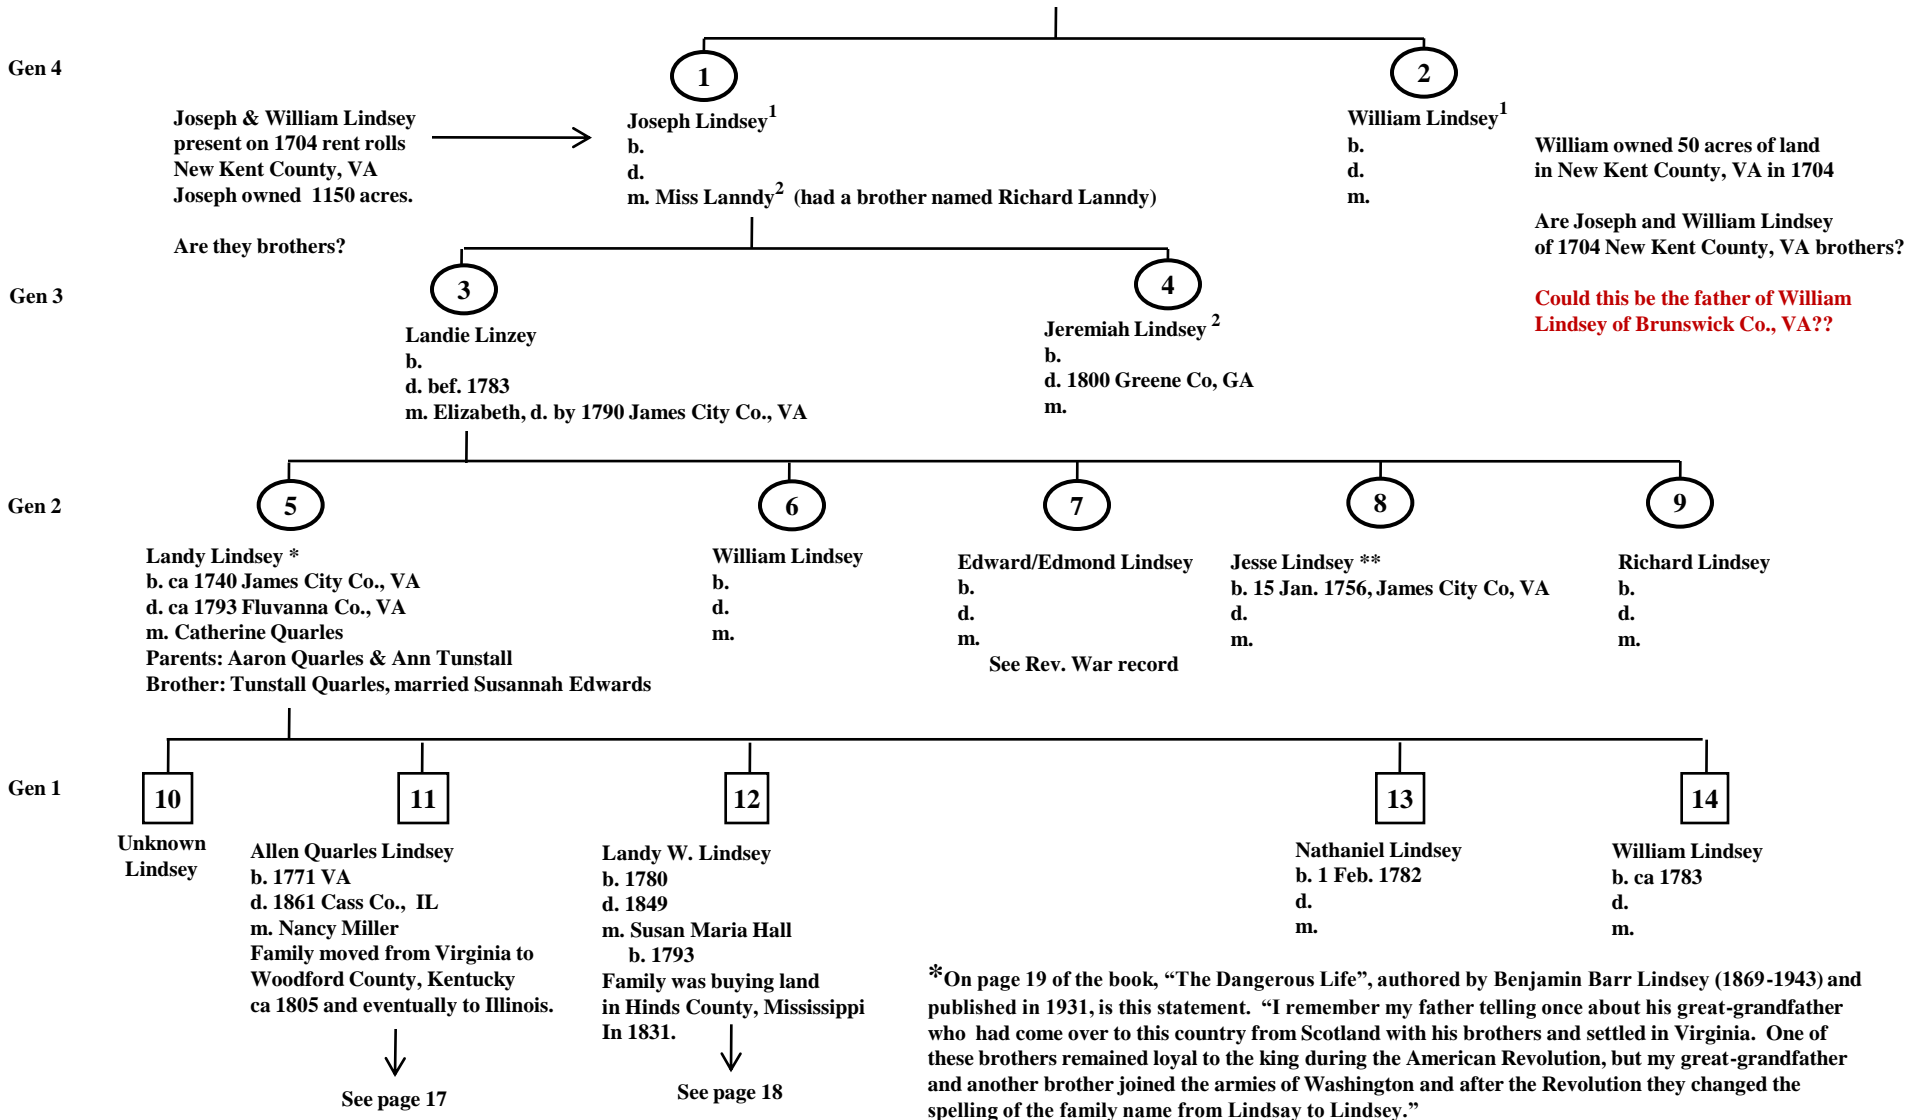 Gen 4
1
2
Joseph & William Lindsey
present on 1704 rent rolls
New Kent County, VA
Joseph owned 1150 acres.
Are they brothers?
Joseph Lindsey1
b.
d.
m. Miss Lanndy2 (had a brother named Richard Lanndy)
William Lindsey1
b.
d.
m.
William owned 50 acres of land
in New Kent County, VA in 1704
Are Joseph and William Lindsey
of 1704 New Kent County, VA brothers?
Could this be the father of William
Lindsey of Brunswick Co., VA??
Gen 3
3
4
Landie Linzey
b.
d. bef. 1783
m. Elizabeth, d. by 1790 James City Co., VA
Jeremiah Lindsey 2
b.
d. 1800 Greene Co, GA
m.
Gen 2
5
6
7
8
9
Landy Lindsey *
b. ca 1740 James City Co., VA
d. ca 1793 Fluvanna Co., VA
m. Catherine Quarles
Parents: Aaron Quarles & Ann Tunstall
Brother: Tunstall Quarles, married Susannah Edwards
William Lindsey
b.
d.
m.
Edward/Edmond Lindsey
b.
d.
m.
See Rev. War record
Jesse Lindsey **
b. 15 Jan. 1756, James City Co, VA
d.
m.
Richard Lindsey
b.
d.
m.
Gen 1
10
11
12
13
14
Unknown
Lindsey
Allen Quarles Lindsey
b. 1771 VA
d. 1861 Cass Co., IL
m. Nancy Miller
Family moved from Virginia to
Woodford County, Kentucky
ca 1805 and eventually to Illinois.
See page 17
Landy W. Lindsey
b. 1780
d. 1849
m. Susan Maria Hall
b. 1793
Family was buying land
in Hinds County, Mississippi
In 1831.
See page 18
Nathaniel Lindsey
b. 1 Feb. 1782
d.
m.
William Lindsey
b. ca 1783
d.
m.
*On page 19 of the book, “The Dangerous Life”, authored by Benjamin Barr Lindsey (1869-1943) and
published in 1931, is this statement. “I remember my father telling once about his great-grandfather
who had come over to this country from Scotland with his brothers and settled in Virginia. One of
these brothers remained loyal to the king during the American Revolution, but my great-grandfather
and another brother joined the armies of Washington and after the Revolution they changed the
spelling of the family name from Lindsay to Lindsey.”